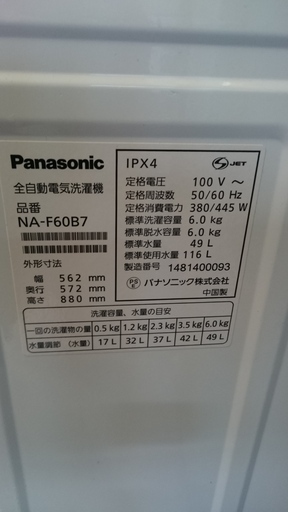 Panasonic
全自動電気洗濯機
品番
NA-F60B7
外形寸法
幅 562 mm
奥行 572 mm
高さ 880 mm
IPX4
S JET
定格電圧 100 V ～
定格周波数 50/60 Hz
定格消費電力 380/445 W
標準洗濯容量 6.0 kg
標準脱水容量 6.0 kg
標準水量 49 L
標準使用水量 116 L
製造番号 1481400093
PS E パナソニック株式会社
中国製
洗濯容量、水量の目安
一回の洗濯物の量 0.5 kg 1.2 kg 2.3 kg 3.5 kg 6.0 kg
水量調節 (水量) 17 L 32 L 37 L 42 L 49 L